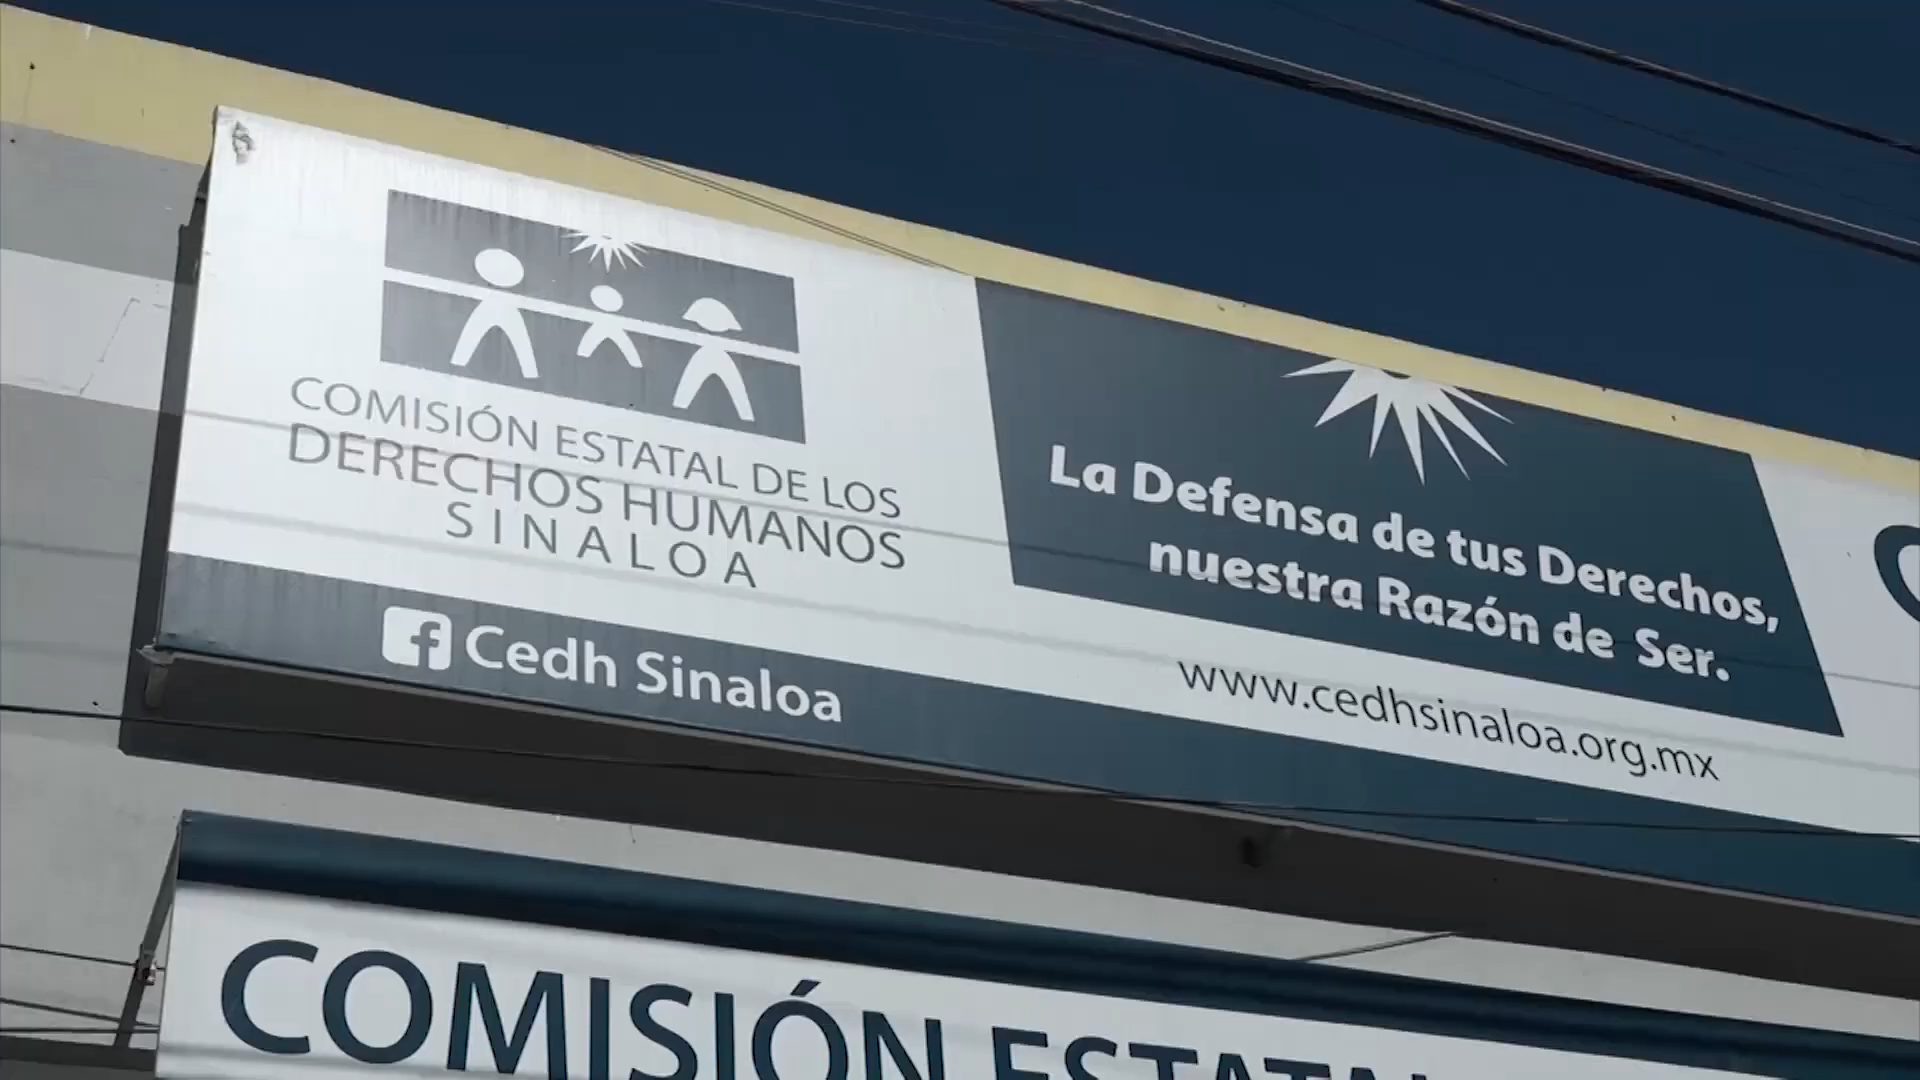 COMISIÓN ESTATAL DE LOS
DERECHOS HUMANOS
SINALOA
Cedh Sinaloa
La Defensa de tus Derechos,
nuestra Razón de Ser.
www.cedhsinaloa.org.mx
COMISIÓN ESTATAL